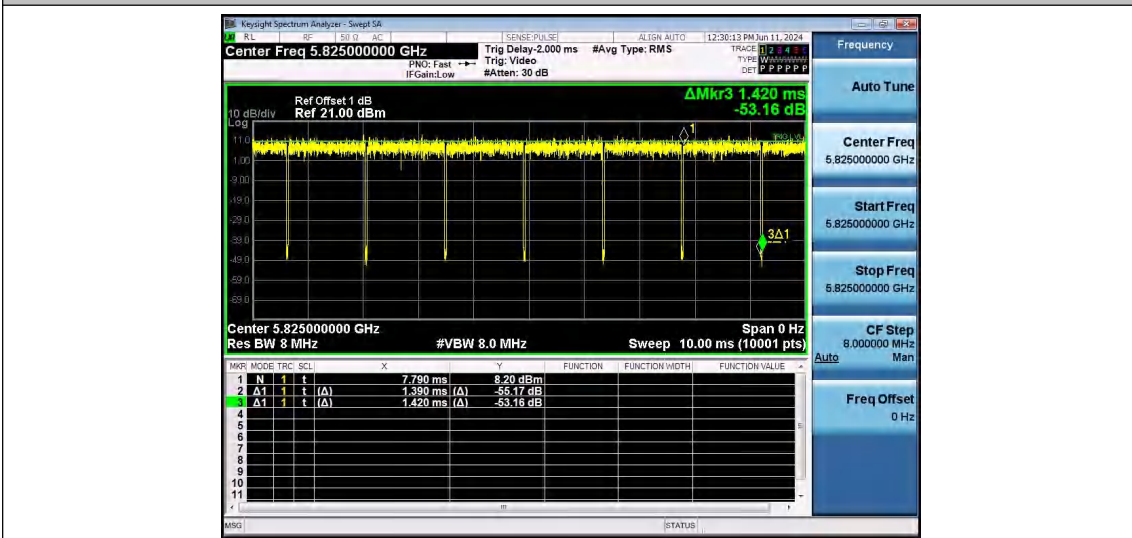 Keysight Spectrum Analyzer - Swept SA
RL RF 50 Ω AC SENSE:PULSE ALIGN AUTO 12:30:13 PM Jun 11, 2024
Center Freq 5.825000000 GHz Trig Delay-2.000 ms #Avg Type: RMS TRACE 1 2 3 4 5 6
PNO: Fast Trig: Video TYPE
IFGain:Low #Atten: 30 dB DET P P P P P P
Frequency
Auto Tune
Center Freq
5.825000000 GHz
Start Freq
5.825000000 GHz
Stop Freq
5.825000000 GHz
CF Step
8.000000 MHz
Auto Man
Freq Offset
0 Hz
ΔMkr3 1.420 ms
-53.16 dB
Ref Offset 1 dB
10 dB/div Ref 21.00 dBm
Log
11.0
1.00
-9.00
-19.0
-29.0
-39.0
-49.0
-59.0
-69.0
1
TRIG LVL
3Δ1
Center 5.825000000 GHz Span 0 Hz
Res BW 8 MHz #VBW 8.0 MHz Sweep 10.00 ms (10001 pts)
MKR MODE TRC SCL X Y FUNCTION FUNCTION WIDTH FUNCTION VALUE
1 N 1 t 7.790 ms 8.20 dBm
2 Δ1 1 t (Δ) 1.390 ms (Δ) -55.17 dB
3 Δ1 1 t (Δ) 1.420 ms (Δ) -53.16 dB
4
5
6
7
8
9
10
11
MSG STATUS